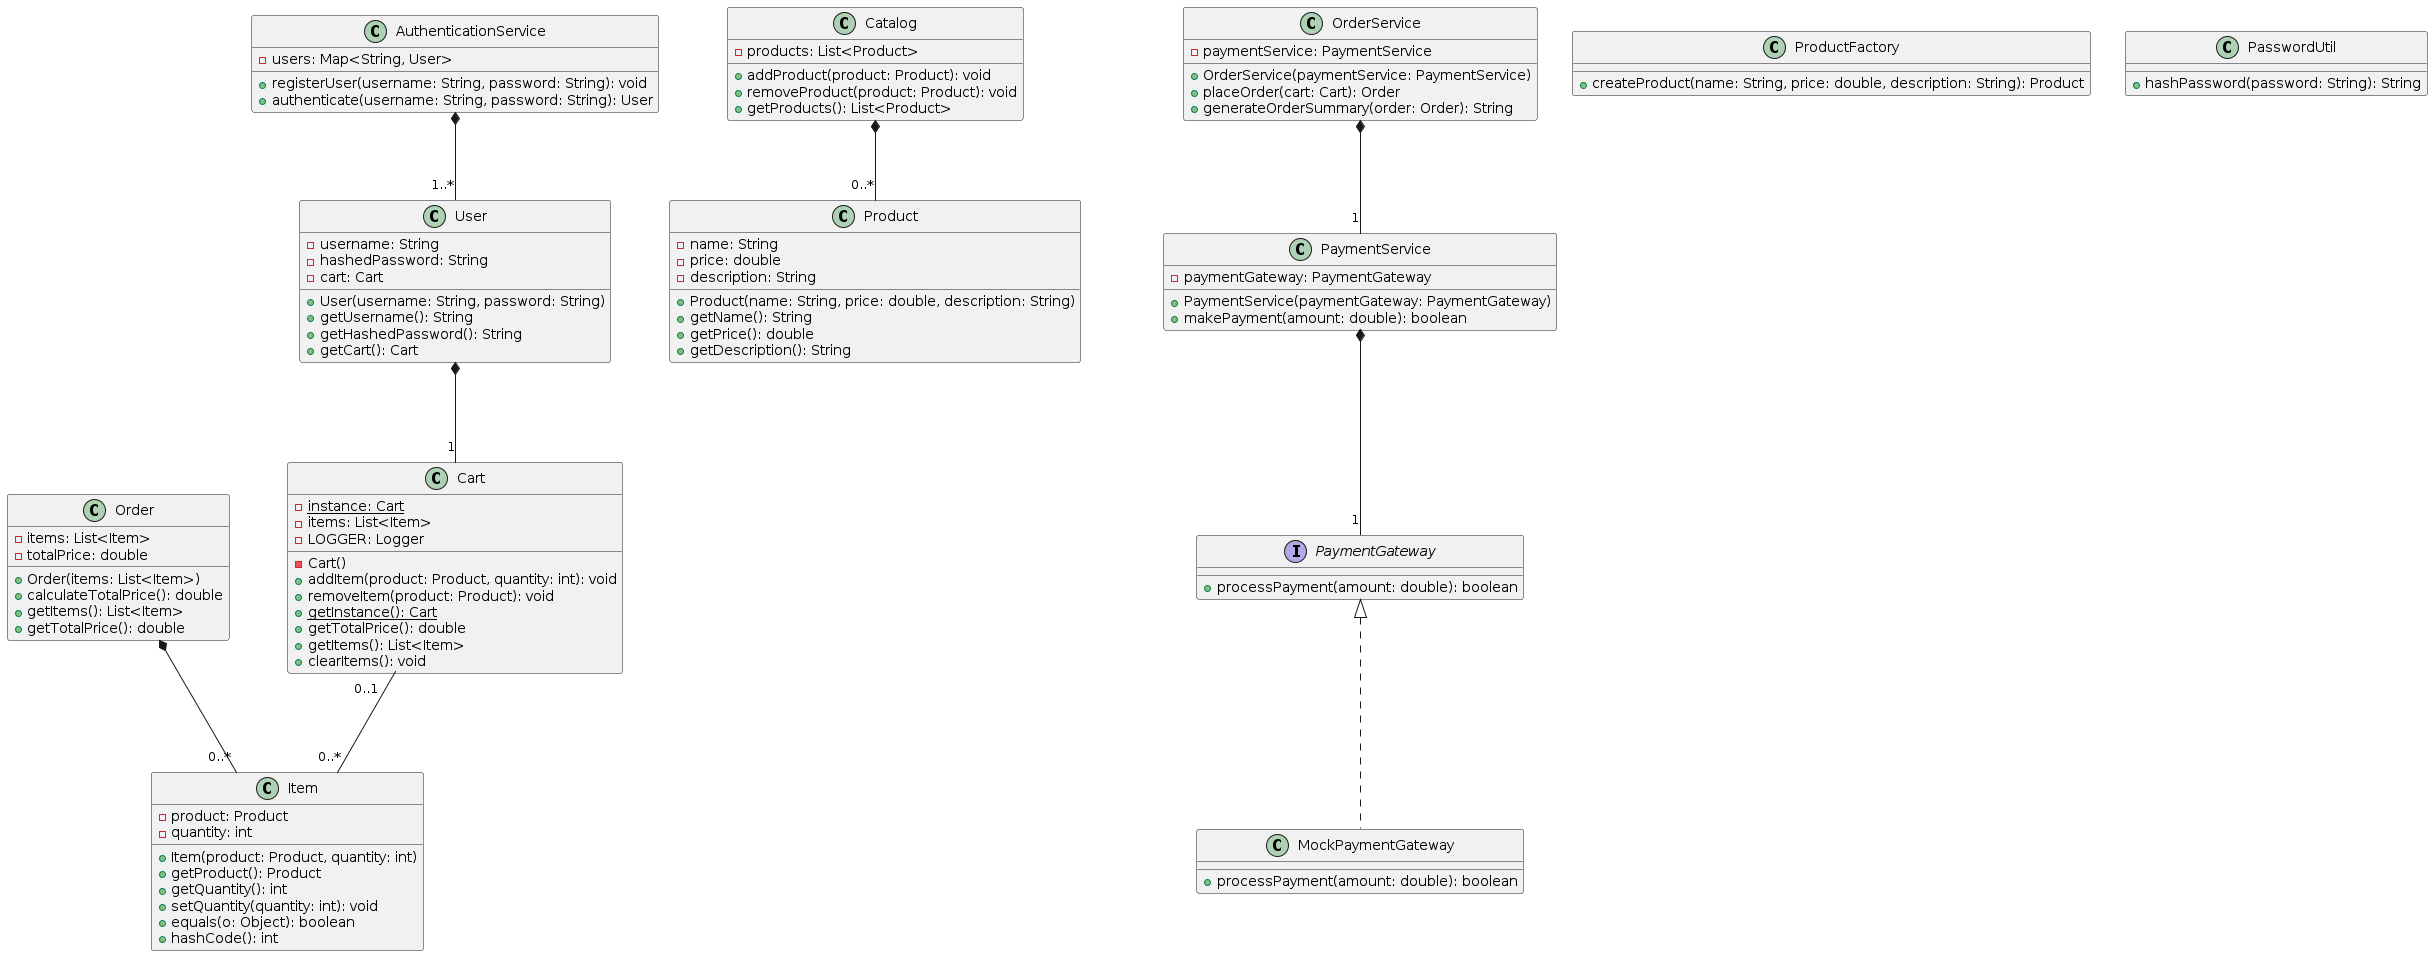 C AuthenticationService
users: Map<String, User>
registerUser(username: String, password: String): void
authenticate(username: String, password: String): User
1..*
C User
username: String
hashedPassword: String
cart: Cart
User(username: String, password: String)
getUsername(): String
getHashedPassword(): String
getCart(): Cart
1
C Cart
instance: Cart
items: List<Item>
LOGGER: Logger
Cart()
addItem(product: Product, quantity: int): void
removeItem(product: Product): void
getInstance(): Cart
getTotalPrice(): double
getItems(): List<Item>
clearItems(): void
0..1
0..*
C Order
items: List<Item>
totalPrice: double
Order(items: List<Item>)
calculateTotalPrice(): double
getItems(): List<Item>
getTotalPrice(): double
0..*
C Item
product: Product
quantity: int
Item(product: Product, quantity: int)
getProduct(): Product
getQuantity(): int
setQuantity(quantity: int): void
equals(o: Object): boolean
hashCode(): int
C Catalog
products: List<Product>
addProduct(product: Product): void
removeProduct(product: Product): void
getProducts(): List<Product>
0..*
C Product
name: String
price: double
description: String
Product(name: String, price: double, description: String)
getName(): String
getPrice(): double
getDescription(): String
C OrderService
paymentService: PaymentService
OrderService(paymentService: PaymentService)
placeOrder(cart: Cart): Order
generateOrderSummary(order: Order): String
1
C PaymentService
paymentGateway: PaymentGateway
PaymentService(paymentGateway: PaymentGateway)
makePayment(amount: double): boolean
1
I PaymentGateway
processPayment(amount: double): boolean
C MockPaymentGateway
processPayment(amount: double): boolean
C ProductFactory
createProduct(name: String, price: double, description: String): Product
C PasswordUtil
hashPassword(password: String): String